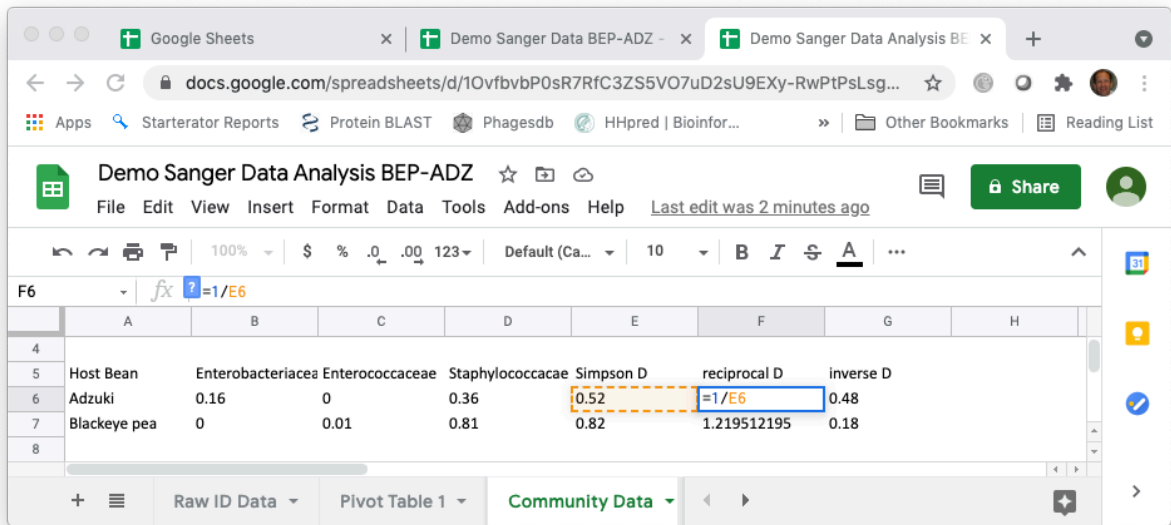 Google Sheets × Demo Sanger Data BEP-ADZ - × Demo Sanger Data Analysis BE × +
docs.google.com/spreadsheets/d/1OvfbvbP0sR7RfC3ZS5VO7uD2sU9EXy-RwPtPsLsg...
Apps Starterator Reports Protein BLAST Phagesdb HHpred | Bioinfor... » Other Bookmarks Reading List
Demo Sanger Data Analysis BEP-ADZ
File Edit View Insert Format Data Tools Add-ons Help Last edit was 2 minutes ago
Share
100% $ % .0 .00 123 Default (Ca... 10 B I S A ...
31
F6 fx ? =1/E6
A B C D E F G H
4
5 Host Bean Enterobacteriacea Enterococcaceae Staphylococcacae Simpson D reciprocal D inverse D
6 Adzuki 0.16 0 0.36 0.52 =1/E6 0.48
7 Blackeye pea 0 0.01 0.81 0.82 1.219512195 0.18
8
+ Raw ID Data Pivot Table 1 Community Data